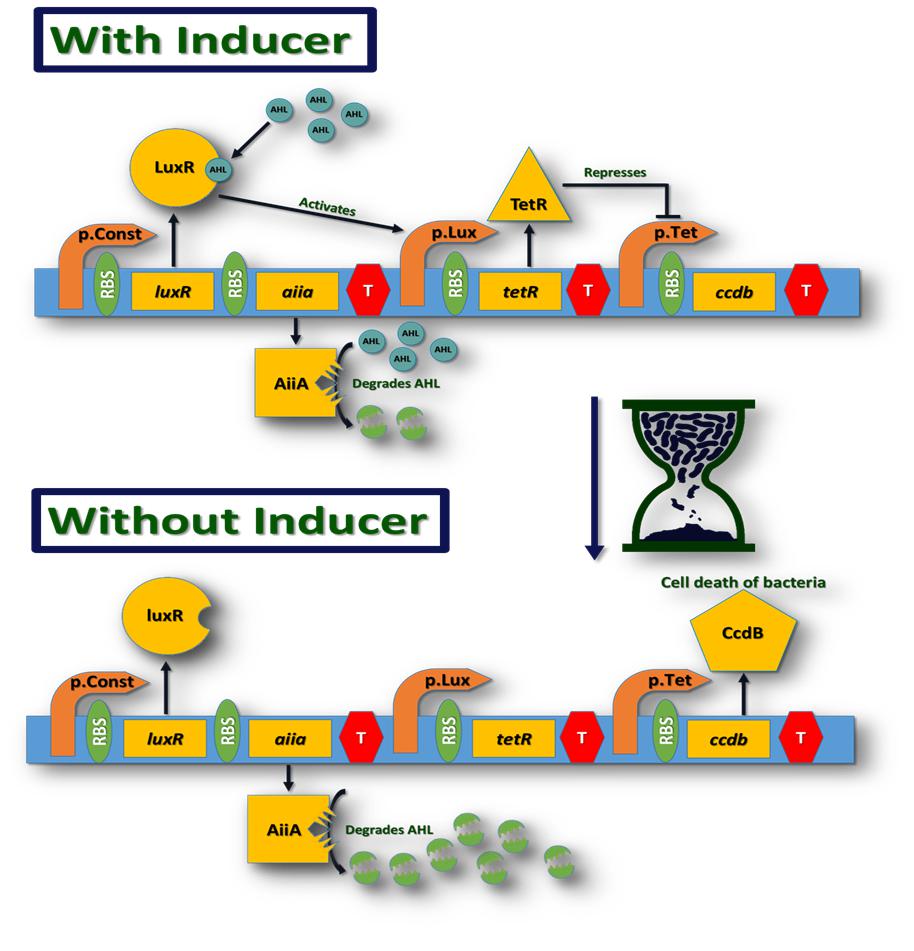 With Inducer
AHL
AHL
AHL
AHL
LuxR
AHL
Activates
TetR
Represses
p.Const
p.Lux
p.Tet
RBS
luxR
RBS
aiia
T
RBS
tetR
T
RBS
ccdb
T
AiiA
AHL
AHL
AHL
AHL
Degrades AHL
Without Inducer
Cell death of bacteria
luxR
CcdB
p.Const
p.Lux
p.Tet
RBS
luxR
RBS
aiia
T
RBS
tetR
T
RBS
ccdb
T
AiiA
Degrades AHL